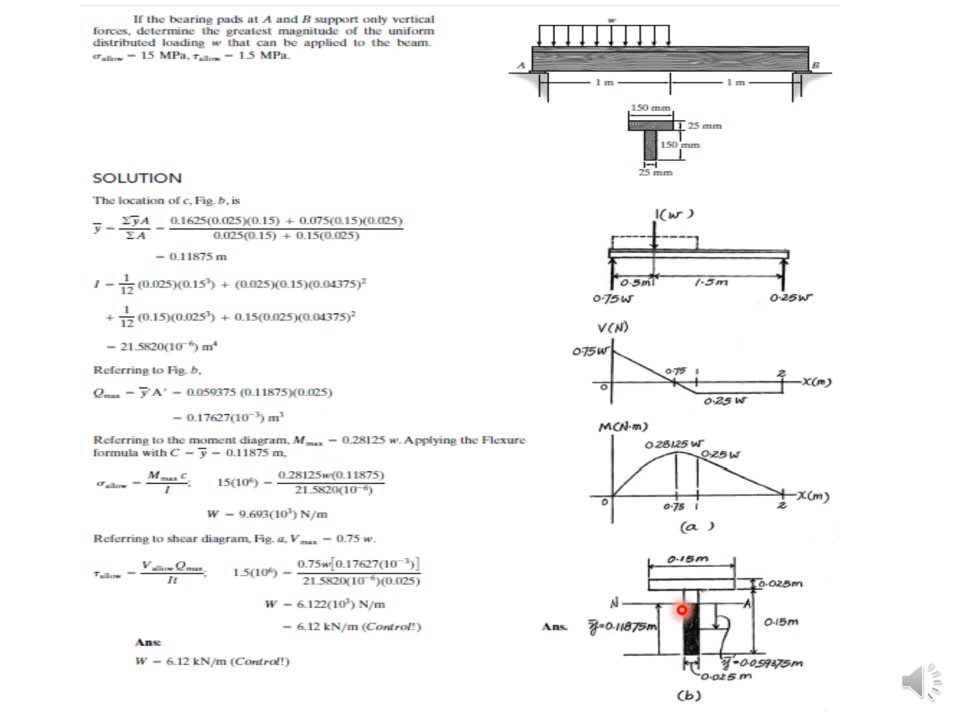 If the bearing pads at A and B support only vertical
forces, determine the greatest magnitude of the uniform
distributed loading w that can be applied to the beam.
σallow = 15 MPa, τallow = 1.5 MPa.
w
A
B
1 m
1 m
150 mm
25 mm
150 mm
25 mm
SOLUTION
The location of c, Fig. b, is
ȳ = ΣỹA / ΣA = 0.1625(0.025)(0.15) + 0.075(0.15)(0.025) / 0.025(0.15) + 0.15(0.025)
= 0.11875 m
I = 1/12 (0.025)(0.15³) + (0.025)(0.15)(0.04375)²
+ 1/12 (0.15)(0.025³) + 0.15(0.025)(0.04375)²
= 21.5820(10⁻⁶) m⁴
Referring to Fig. b,
Qmax = ȳ'A' = 0.059375 (0.11875)(0.025)
= 0.17627(10⁻³) m³
Referring to the moment diagram, Mmax = 0.28125 w. Applying the Flexure
formula with C = ȳ = 0.11875 m,
σallow = Mmax c / I; 15(10⁶) = 0.28125w(0.11875) / 21.5820(10⁻⁶)
W = 9.693(10³) N/m
Referring to shear diagram, Fig. a, Vmax = 0.75 w.
τallow = Vallow Qmax / It; 1.5(10⁶) = 0.75w[0.17627(10⁻³)] / 21.5820(10⁻⁶)(0.025)
W = 6.122(10³) N/m
= 6.12 kN/m (Control!)
Ans.
Ans:
W = 6.12 kN/m (Control!)
1(w)
0.5m
1.5m
0.75w
0.25w
V(N)
0.75w
0.75
1
2
0
X(m)
0.25w
M(N·m)
0.28125w
0.25w
0
0.75
1
2
X(m)
(a)
0.15m
0.025m
N
A
ȳ=0.11875m
0.15m
ȳ'=0.059375m
0.025m
(b)